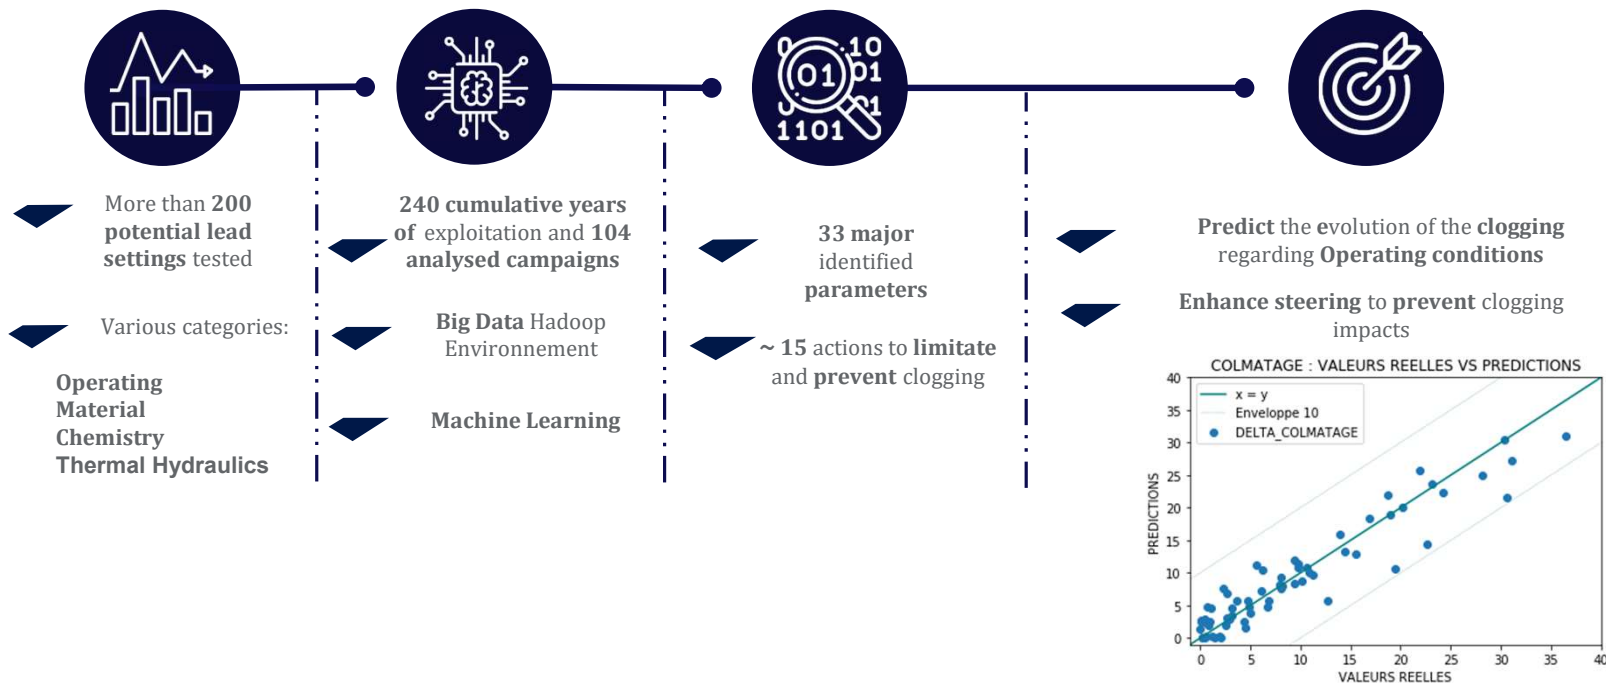 More than 200
potential lead
settings tested
Various categories:
Operating
Material
Chemistry
Thermal Hydraulics
240 cumulative years
of exploitation and 104
analysed campaigns
Big Data Hadoop
Environnement
Machine Learning
01
1101
33 major
identified
parameters
~ 15 actions to limitate
and prevent clogging
Predict the evolution of the clogging
regarding Operating conditions
Enhance steering to prevent clogging
impacts
COLMATAGE : VALEURS REELLES VS PREDICTIONS
x = y
Enveloppe 10
DELTA_COLMATAGE
PREDICTIONS
40
35
30
25
20
15
10
5
0
0 5 10 15 20 25 30 35 40
VALEURS REELLES